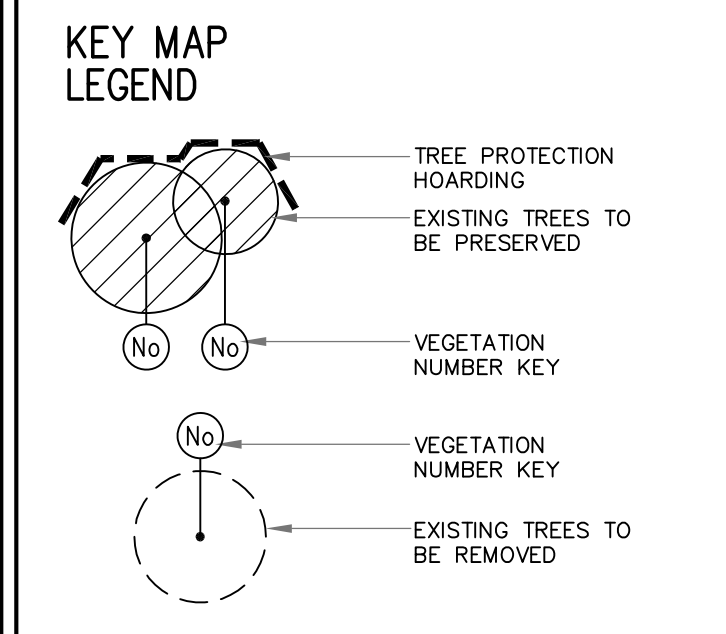 KEY MAP
LEGEND
TREE PROTECTION
HOARDING
EXISTING TREES TO
BE PRESERVED
No
No
VEGETATION
NUMBER KEY
No
VEGETATION
NUMBER KEY
EXISTING TREES TO
BE REMOVED